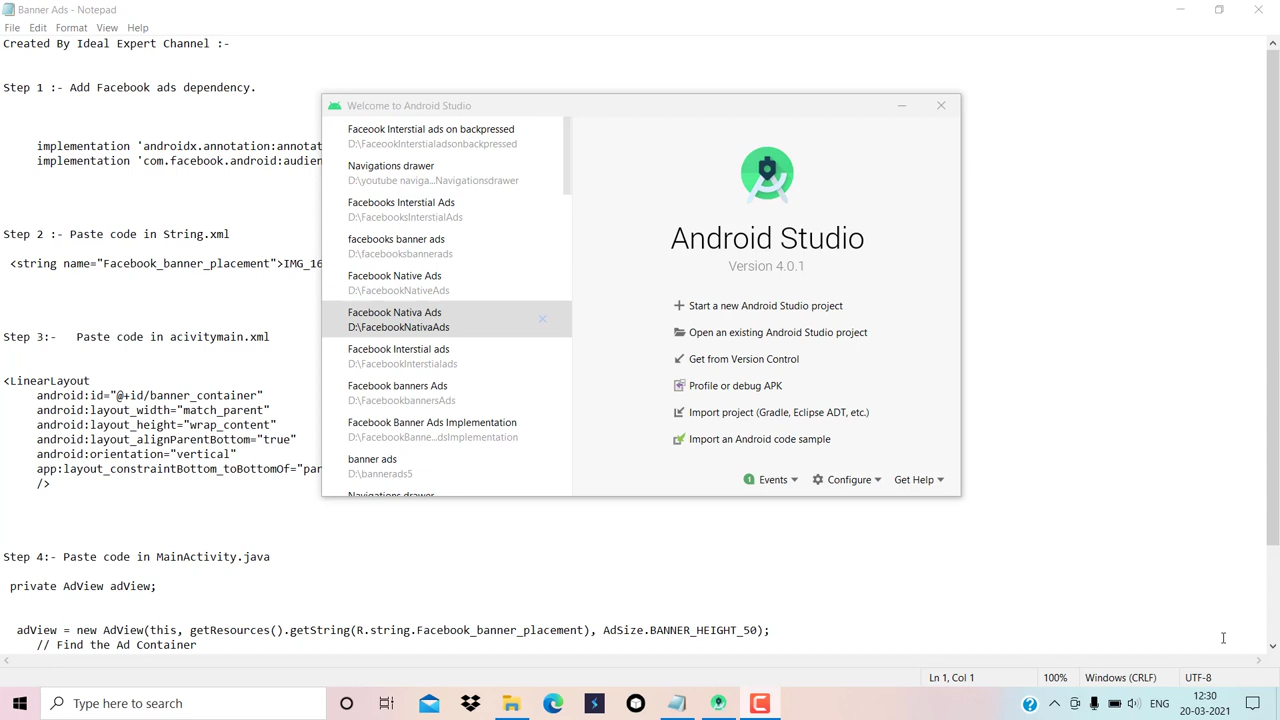 Banner Ads - Notepad
File Edit Format View Help
Created By Ideal Expert Channel :-
Step 1 :- Add Facebook ads dependency.
implementation 'androidx.annotation:annotat
implementation 'com.facebook.android:audien
Step 2 :- Paste code in String.xml
<string name="Facebook_banner_placement">IMG_16
Step 3:- Paste code in acivitymain.xml
<LinearLayout
android:id="@+id/banner_container"
android:layout_width="match_parent"
android:layout_height="wrap_content"
android:layout_alignParentBottom="true"
android:orientation="vertical"
app:layout_constraintBottom_toBottomOf="par
/>
Step 4:- Paste code in MainActivity.java
private AdView adView;
adView = new AdView(this, getResources().getString(R.string.Facebook_banner_placement), AdSize.BANNER_HEIGHT_50);
// Find the Ad Container
Welcome to Android Studio
Faceook Interstial ads on backpressed
D:\FaceookInterstialadsonbackpressed
Navigations drawer
D:\youtube naviga...Navigationsdrawer
Facebooks Interstial Ads
D:\FacebooksInterstialAds
facebooks banner ads
D:\facebooksbannerads
Facebook Native Ads
D:\FacebookNativeAds
Facebook Nativa Ads
D:\FacebookNativaAds
Facebook Interstial ads
D:\FacebookInterstialads
Facebook banners Ads
D:\FacebookbannersAds
Facebook Banner Ads Implementation
D:\FacebookBanne...dsImplementation
banner ads
D:\bannerads5
Navigations drawer
Android Studio
Version 4.0.1
Start a new Android Studio project
Open an existing Android Studio project
Get from Version Control
Profile or debug APK
Import project (Gradle, Eclipse ADT, etc.)
Import an Android code sample
1 Events Configure Get Help
Ln 1, Col 1 100% Windows (CRLF) UTF-8
Type here to search
ENG
12:30
20-03-2021